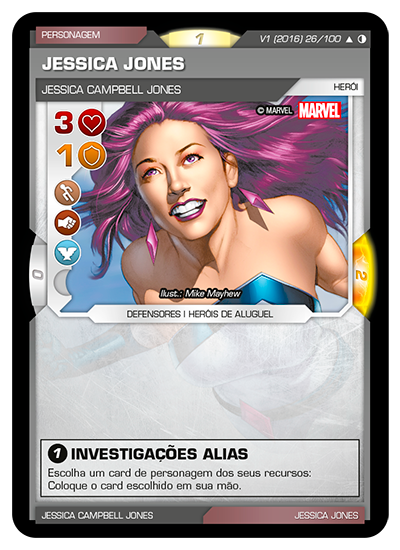 PERSONAGEM
1
V1 (2016) 26/100
JESSICA JONES
JESSICA CAMPBELL JONES
HERÓI
© MARVEL MARVEL
3
1
0
2
Ilust.: Mike Mayhew
DEFENSORES | HERÓIS DE ALUGUEL
1 INVESTIGAÇÕES ALIAS
Escolha um card de personagem dos seus recursos:
Coloque o card escolhido em sua mão.
JESSICA CAMPBELL JONES
JESSICA JONES